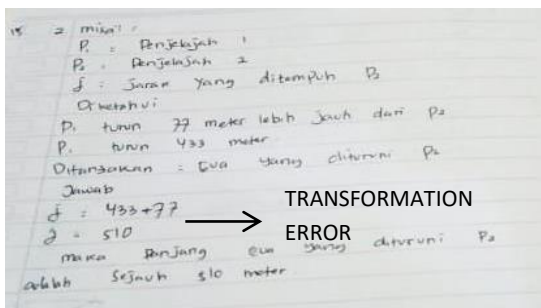 2 misal :
P₁ : Penjelajah 1
P₂ : Penjelajah 2
f : Jarak yang ditempuh P₂
Diketahui
P₁ turun 77 meter lebih jauh dari P₂
P₁ turun 433 meter
Ditanyakan : Gua yang dituruni P₂
Jawab
f : 433+77
f = 510
TRANSFORMATION
ERROR
maka Panjang gua yang dituruni P₂
adalah sejauh 510 meter